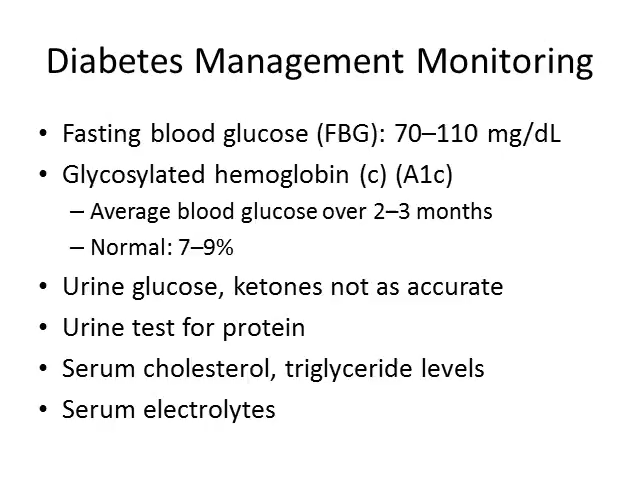 Diabetes Management Monitoring
• Fasting blood glucose (FBG): 70–110 mg/dL
• Glycosylated hemoglobin (c) (A1c)
– Average blood glucose over 2–3 months
– Normal: 7–9%
• Urine glucose, ketones not as accurate
• Urine test for protein
• Serum cholesterol, triglyceride levels
• Serum electrolytes